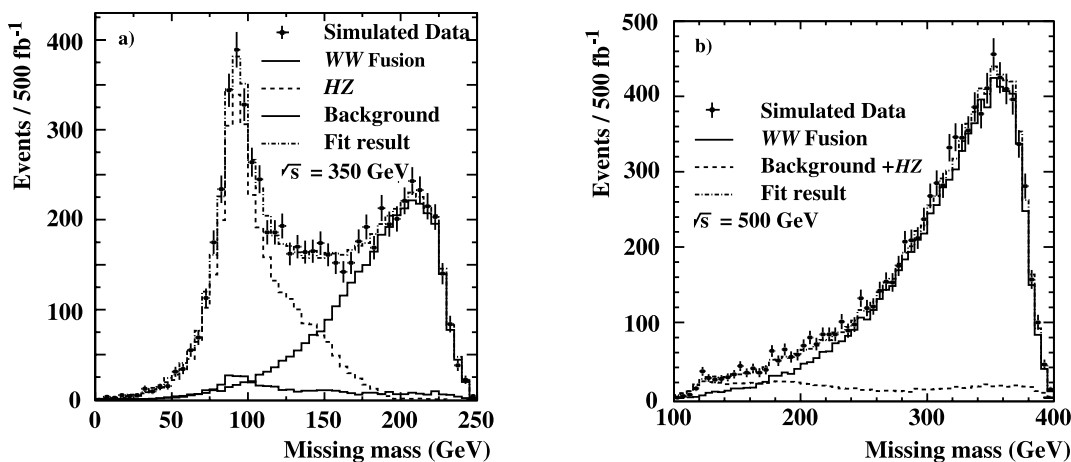 a)
Simulated Data
WW Fusion
HZ
Background
Fit result
√s = 350 GeV
Events / 500 fb⁻¹
400
300
200
100
0
0 50 100 150 200 250
Missing mass (GeV)
b)
Simulated Data
WW Fusion
Background +HZ
Fit result
√s = 500 GeV
Events / 500 fb⁻¹
500
400
300
200
100
0
100 200 300 400
Missing mass (GeV)